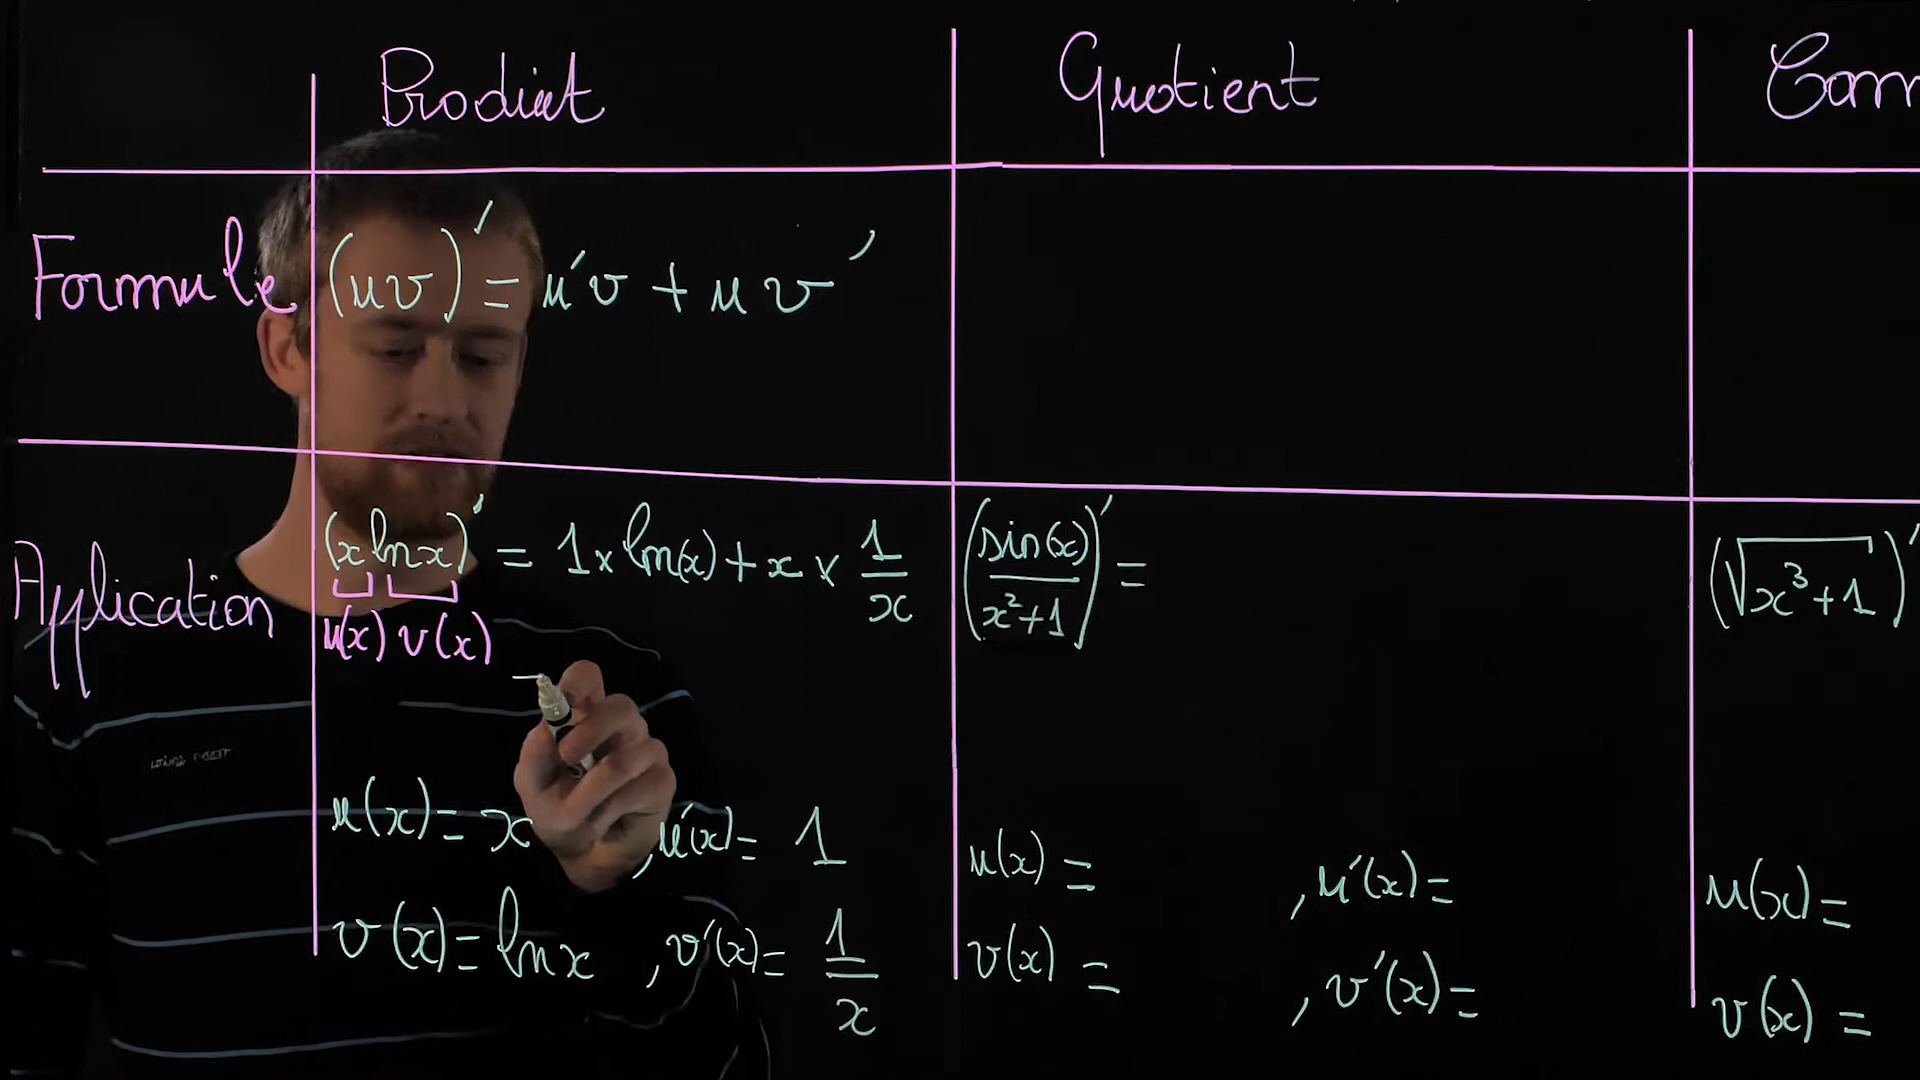 Produit Quotient Com
Formule (uv)' = u'v + uv'
Application (x ln x)' = 1 × ln(x) + x × 1/x (sin(x)/(x²+1))' = (√(x³+1))'
u(x) v(x)
u(x) = x , u'(x) = 1 u(x) = , u'(x) = u(x) =
v(x) = ln x , v'(x) = 1/x v(x) = , v'(x) = v(x) =